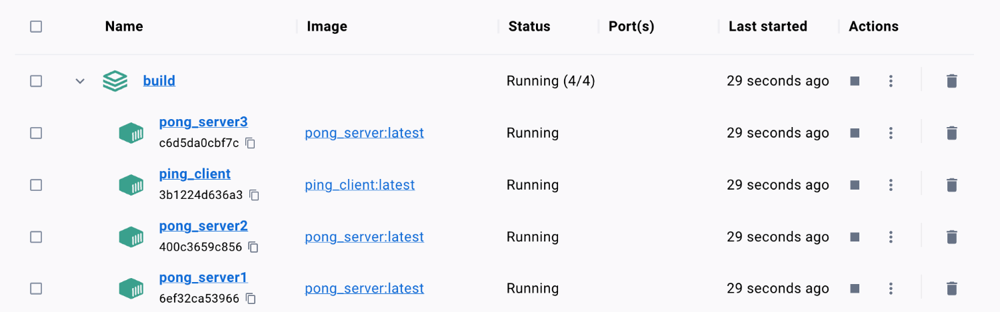 Name Image Status Port(s) Last started Actions
build Running (4/4) 29 seconds ago
pong_server3
c6d5da0cbf7c pong_server:latest Running 29 seconds ago
ping_client
3b1224d636a3 ping_client:latest Running 29 seconds ago
pong_server2
400c3659c856 pong_server:latest Running 29 seconds ago
pong_server1
6ef32ca53966 pong_server:latest Running 29 seconds ago